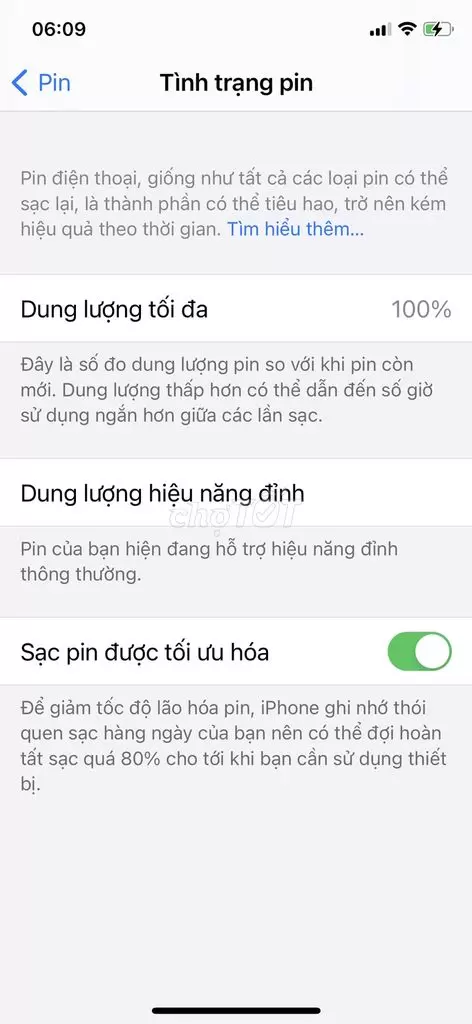 06:09
Pin
Tình trạng pin
Pin điện thoại, giống như tất cả các loại pin có thể
sạc lại, là thành phần có thể tiêu hao, trở nên kém
hiệu quả theo thời gian. Tìm hiểu thêm...
Dung lượng tối đa 100%
Đây là số đo dung lượng pin so với khi pin còn
mới. Dung lượng thấp hơn có thể dẫn đến số giờ
sử dụng ngắn hơn giữa các lần sạc.
Dung lượng hiệu năng đỉnh
chợTỐT
Pin của bạn hiện đang hỗ trợ hiệu năng đỉnh
thông thường.
Sạc pin được tối ưu hóa
Để giảm tốc độ lão hóa pin, iPhone ghi nhớ thói
quen sạc hàng ngày của bạn nên có thể đợi hoàn
tất sạc quá 80% cho tới khi bạn cần sử dụng thiết
bị.